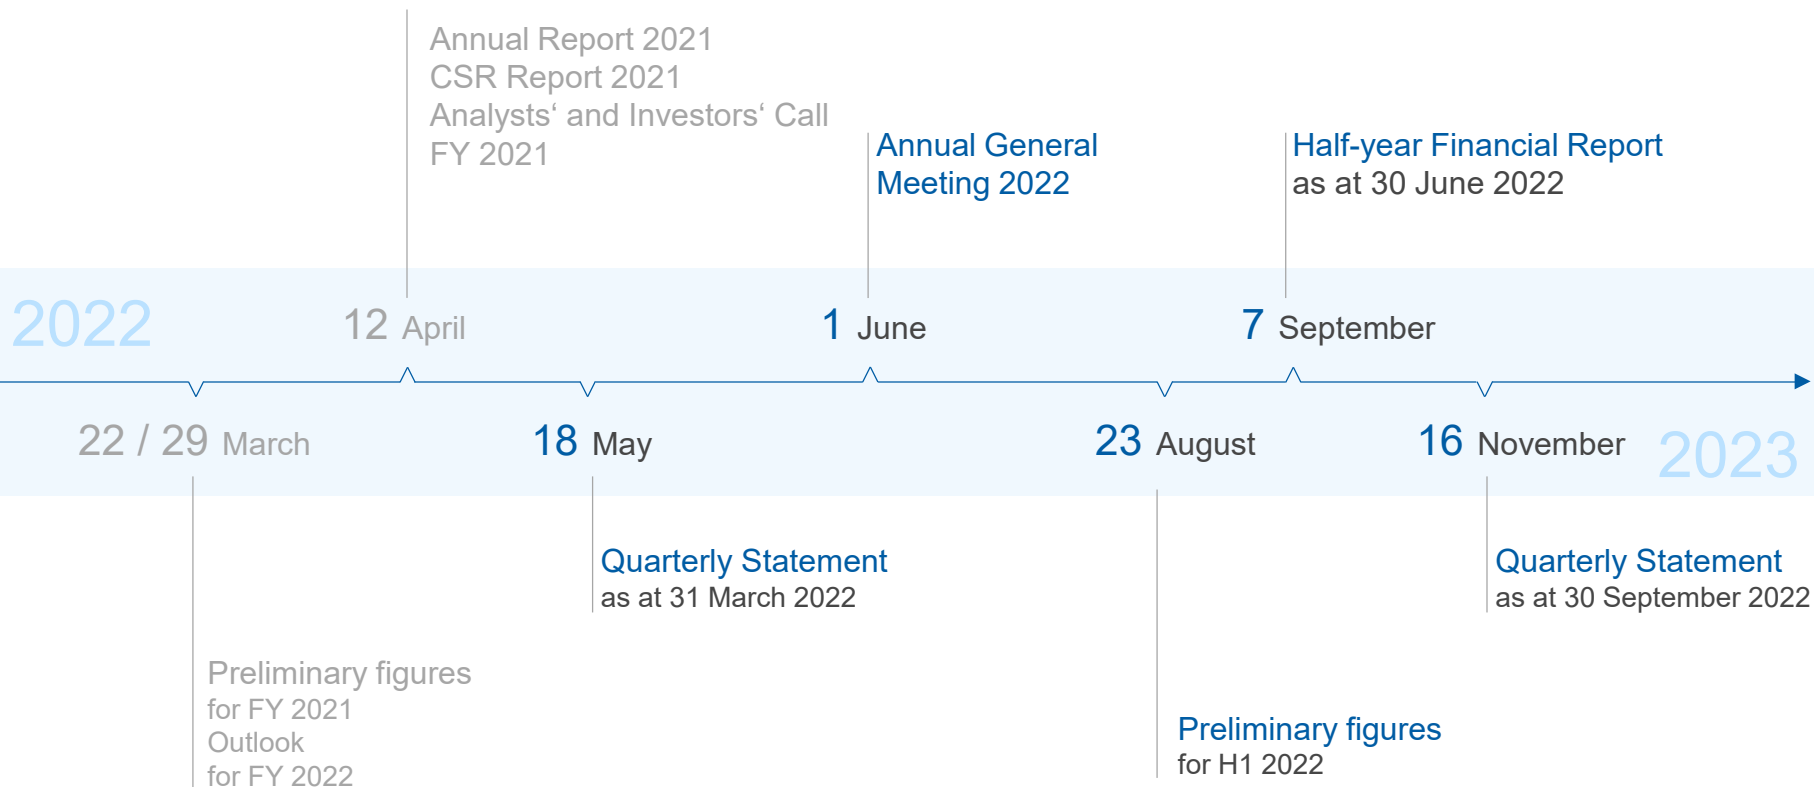 Annual Report 2021
CSR Report 2021
Analysts‘ and Investors‘ Call
FY 2021
Annual General
Meeting 2022
Half-year Financial Report
as at 30 June 2022
2022
12 April
1 June
7 September
22 / 29 March
18 May
23 August
16 November
2023
Quarterly Statement
as at 31 March 2022
Quarterly Statement
as at 30 September 2022
Preliminary figures
for FY 2021
Outlook
for FY 2022
Preliminary figures
for H1 2022